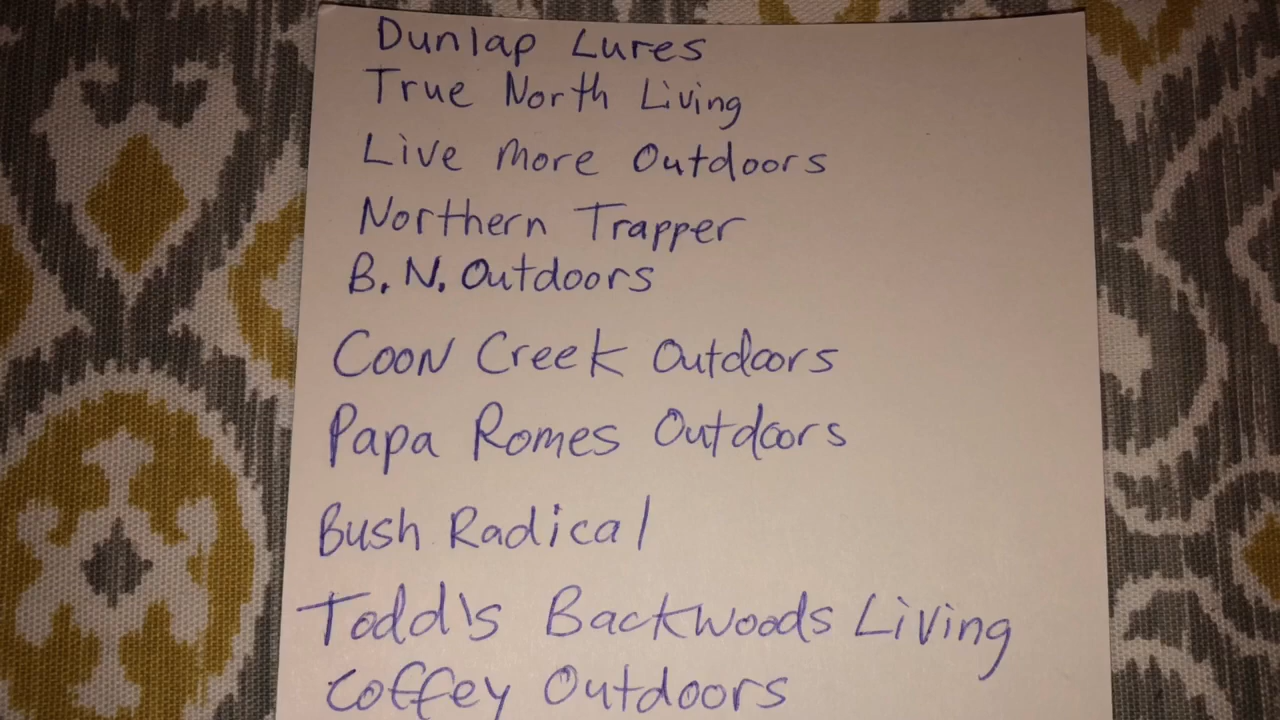 Dunlap Lures
True North Living
Live more Outdoors
Northern Trapper
B. N. Outdoors
Coon Creek Outdoors
Papa Romes Outdoors
Bush Radical
Todd's Backwoods Living
Coffey Outdoors